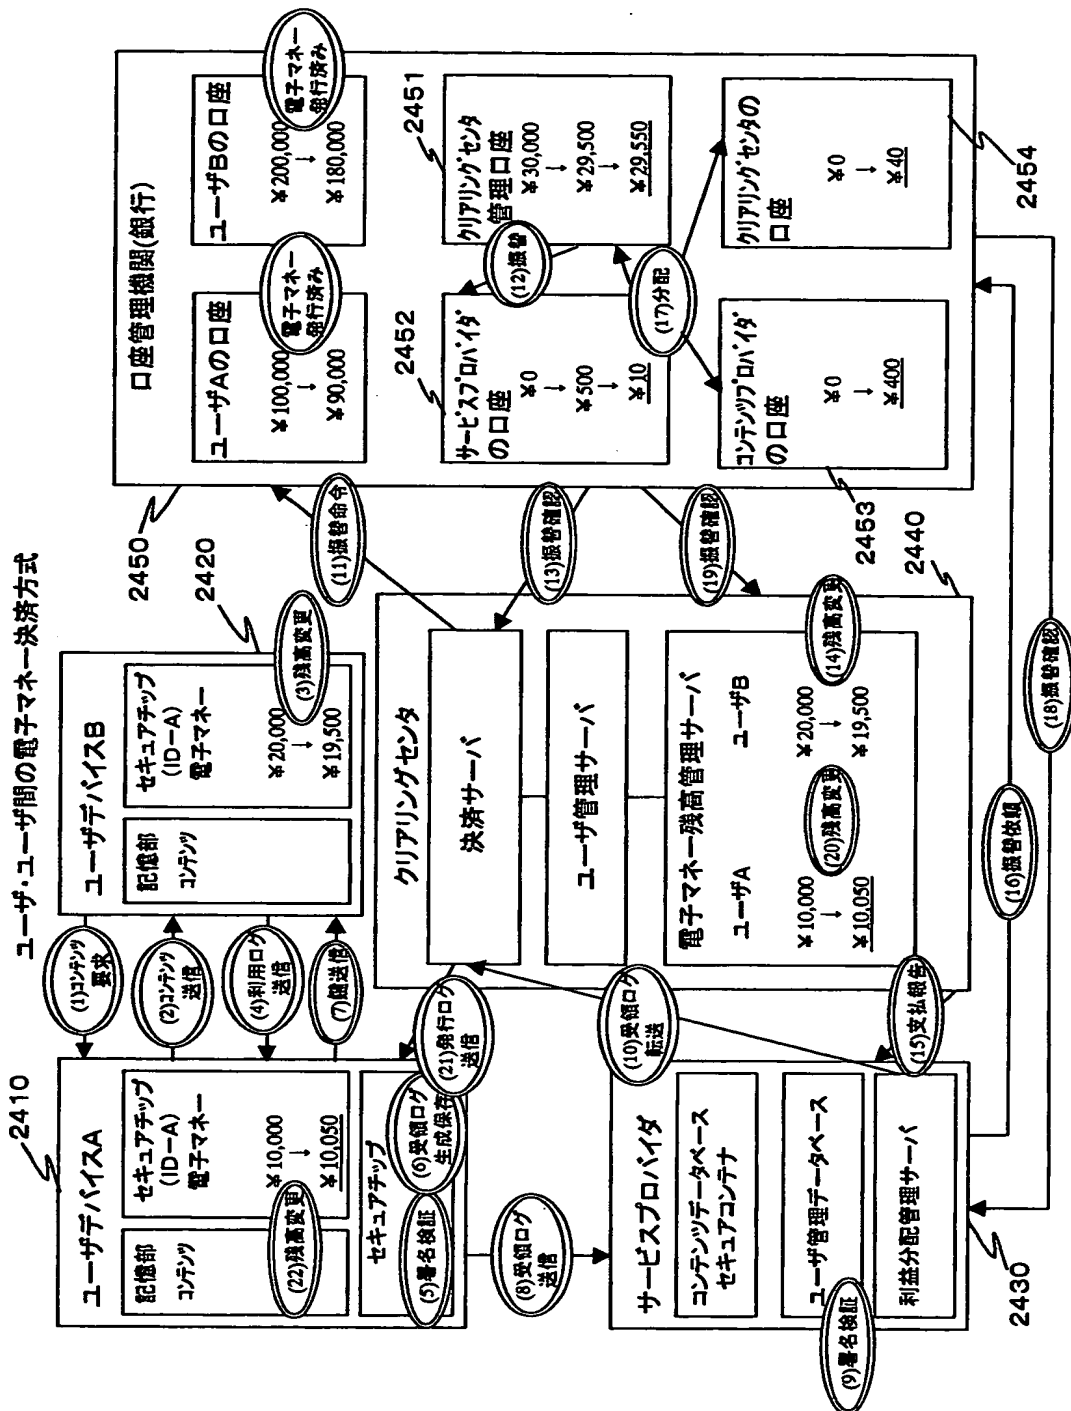 ユーザ・ユーザ間の電子マネー決済方式
2410
ユーザデバイスA
記憶部
コンテンツ
セキュアチップ
(ID−A)
電子マネー
¥10,000
↓
¥10,050
(22)残高変更
セキュアチップ
(5)署名検証
(6)受領ログ
生成保存
(1)コンテンツ
要求
(2)コンテンツ
送信
(4)利用ログ
送信
(7)鍵送信
2420
ユーザデバイスB
記憶部
コンテンツ
セキュアチップ
(ID−A)
電子マネー
¥20,000
↓
¥19,500
(3)残高変更
2450
口座管理機関(銀行)
ユーザAの口座
¥100,000
↓
¥90,000
電子マネー
発行済み
ユーザBの口座
¥200,000
↓
¥180,000
電子マネー
発行済み
2452
サービスプロバイダ
の口座
¥0
↓
¥500
↓
¥10
(12)振替
2451
クリアリングセンタ
管理口座
¥30,000
↓
¥29,500
↓
¥29,550
(17)分配
2453
コンテンツプロバイダ
の口座
¥0
↓
¥400
2454
クリアリングセンタの
口座
¥0
↓
¥40
(11)振替命令
(13)振替確認
(19)振替確認
2440
クリアリングセンタ
決済サーバ
ユーザ管理サーバ
電子マネー残高管理サーバ
ユーザA
¥10,000
↓
¥10,050
(20)残高変更
ユーザB
¥20,000
↓
¥19,500
(14)残高変更
(21)発行ログ
送信
(8)受領ログ
送信
(10)受領ログ
転送
(15)支払報告
サービスプロバイダ
コンテンツデータベース
セキュアコンテナ
ユーザ管理データベース
利益分配管理サーバ
(9)署名検証
2430
(16)振替依頼
(18)振替確認